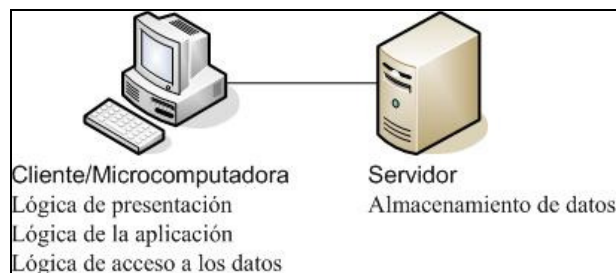 Cliente/Microcomputadora
Lógica de presentación
Lógica de la aplicación
Lógica de acceso a los datos
Servidor
Almacenamiento de datos